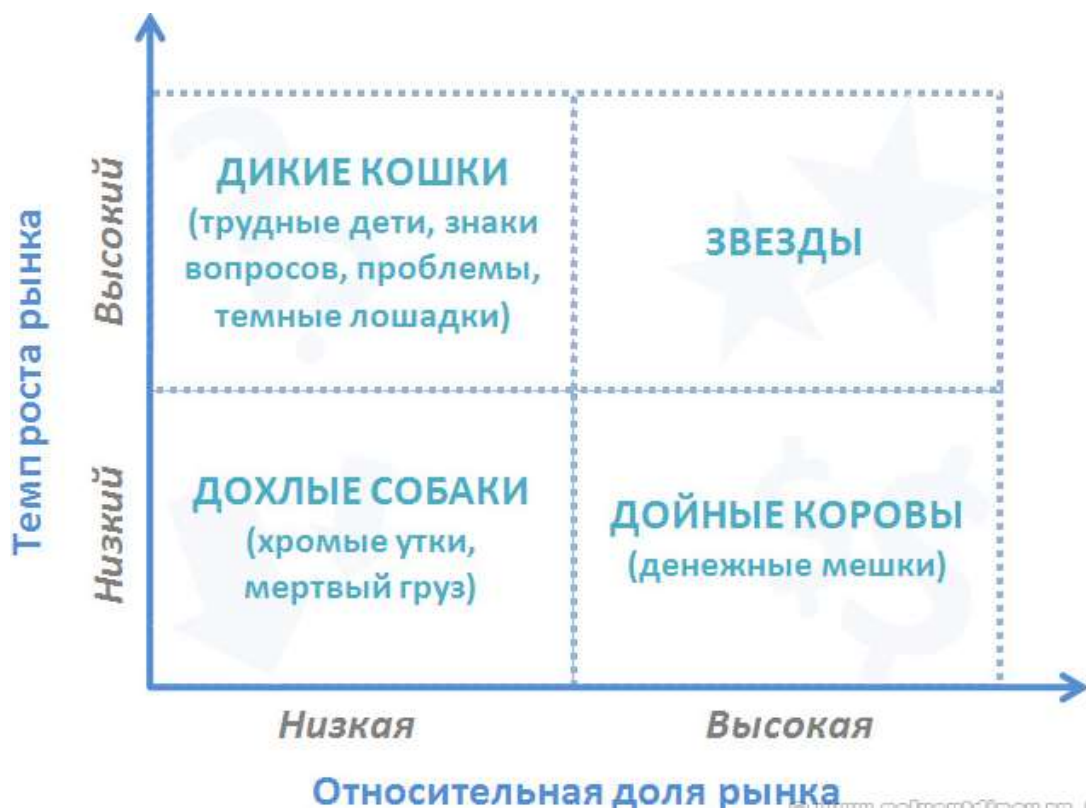 Темп роста рынка
Высокий
Низкий
ДИКИЕ КОШКИ
(трудные дети, знаки
вопросов, проблемы,
темные лошадки)
ЗВЕЗДЫ
ДОХЛЫЕ СОБАКИ
(хромые утки,
мертвый груз)
ДОЙНЫЕ КОРОВЫ
(денежные мешки)
Низкая
Высокая
Относительная доля рынка